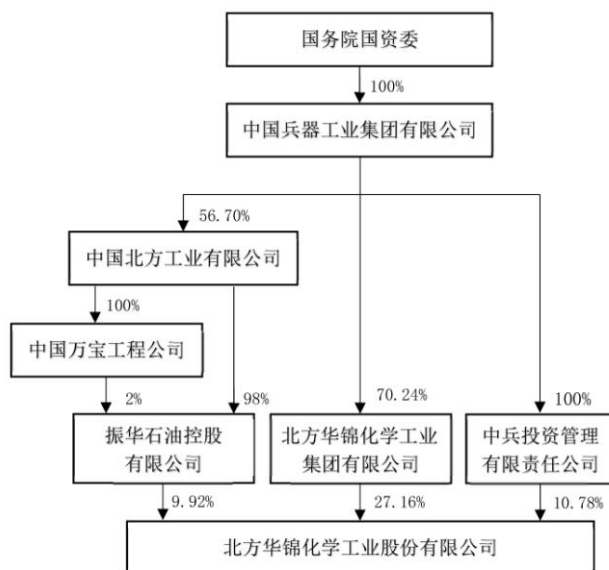 国务院国资委
100%
中国兵器工业集团有限公司
56.70%
中国北方工业有限公司
100%
中国万宝工程公司
2%
98%
70.24%
100%
振华石油控股
有限公司
北方华锦化学工业
集团有限公司
中兵投资管理
有限责任公司
9.92%
27.16%
10.78%
北方华锦化学工业股份有限公司